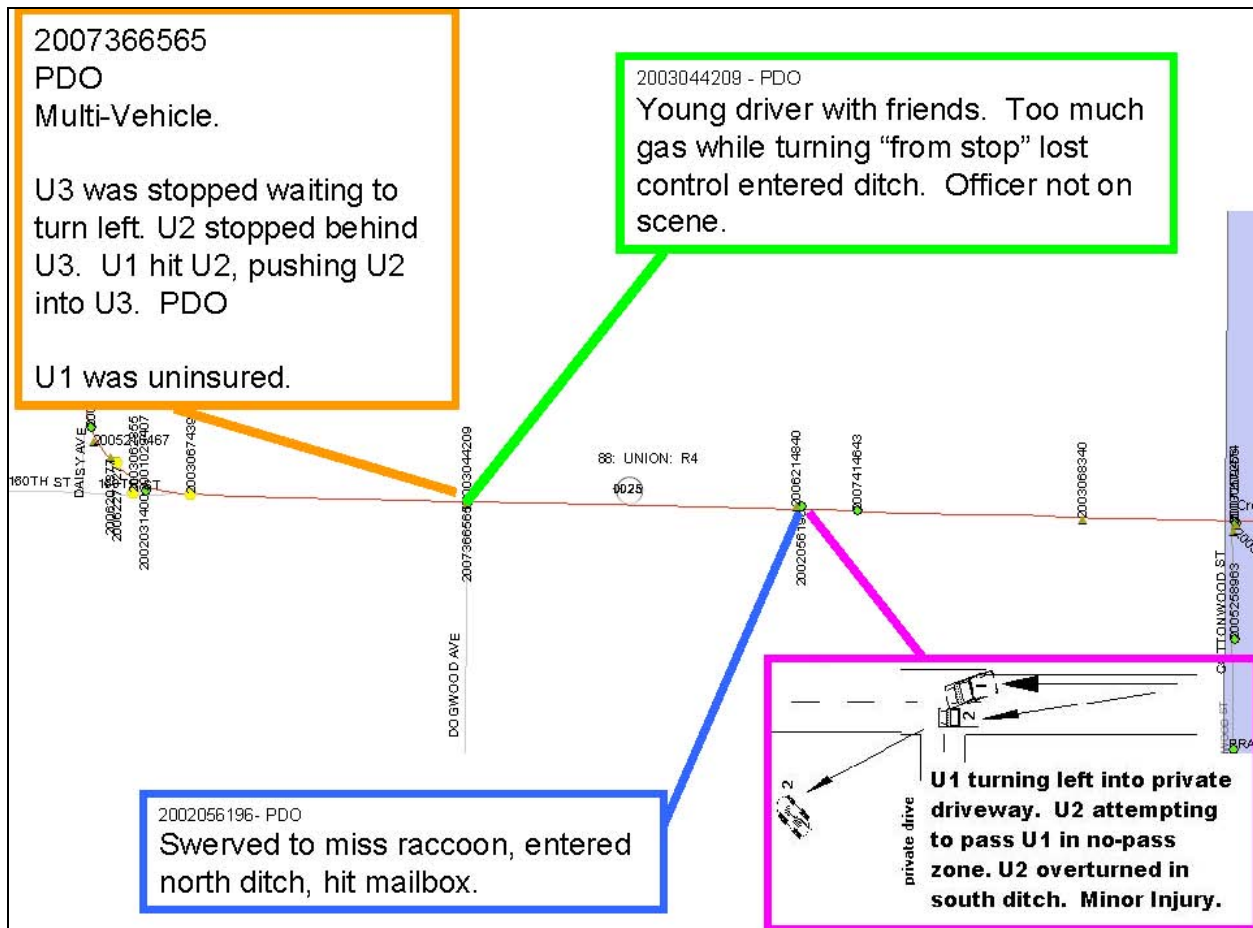 2007366565
PDO
Multi-Vehicle.
U3 was stopped waiting to
turn left. U2 stopped behind
U3. U1 hit U2, pushing U2
into U3. PDO
U1 was uninsured.
2003044209 - PDO
Young driver with friends. Too much
gas while turning “from stop” lost
control entered ditch. Officer not on
scene.
DAISY AVE
160TH ST
2003067439
2003044209
2007366565
88: UNION: R4
0025
2006214840
2007414643
2003068340
2005258963
DOGWOOD AVE
2002056196- PDO
Swerved to miss raccoon, entered
north ditch, hit mailbox.
1
2
2
private drive
U1 turning left into private
driveway. U2 attempting
to pass U1 in no-pass
zone. U2 overturned in
south ditch. Minor Injury.